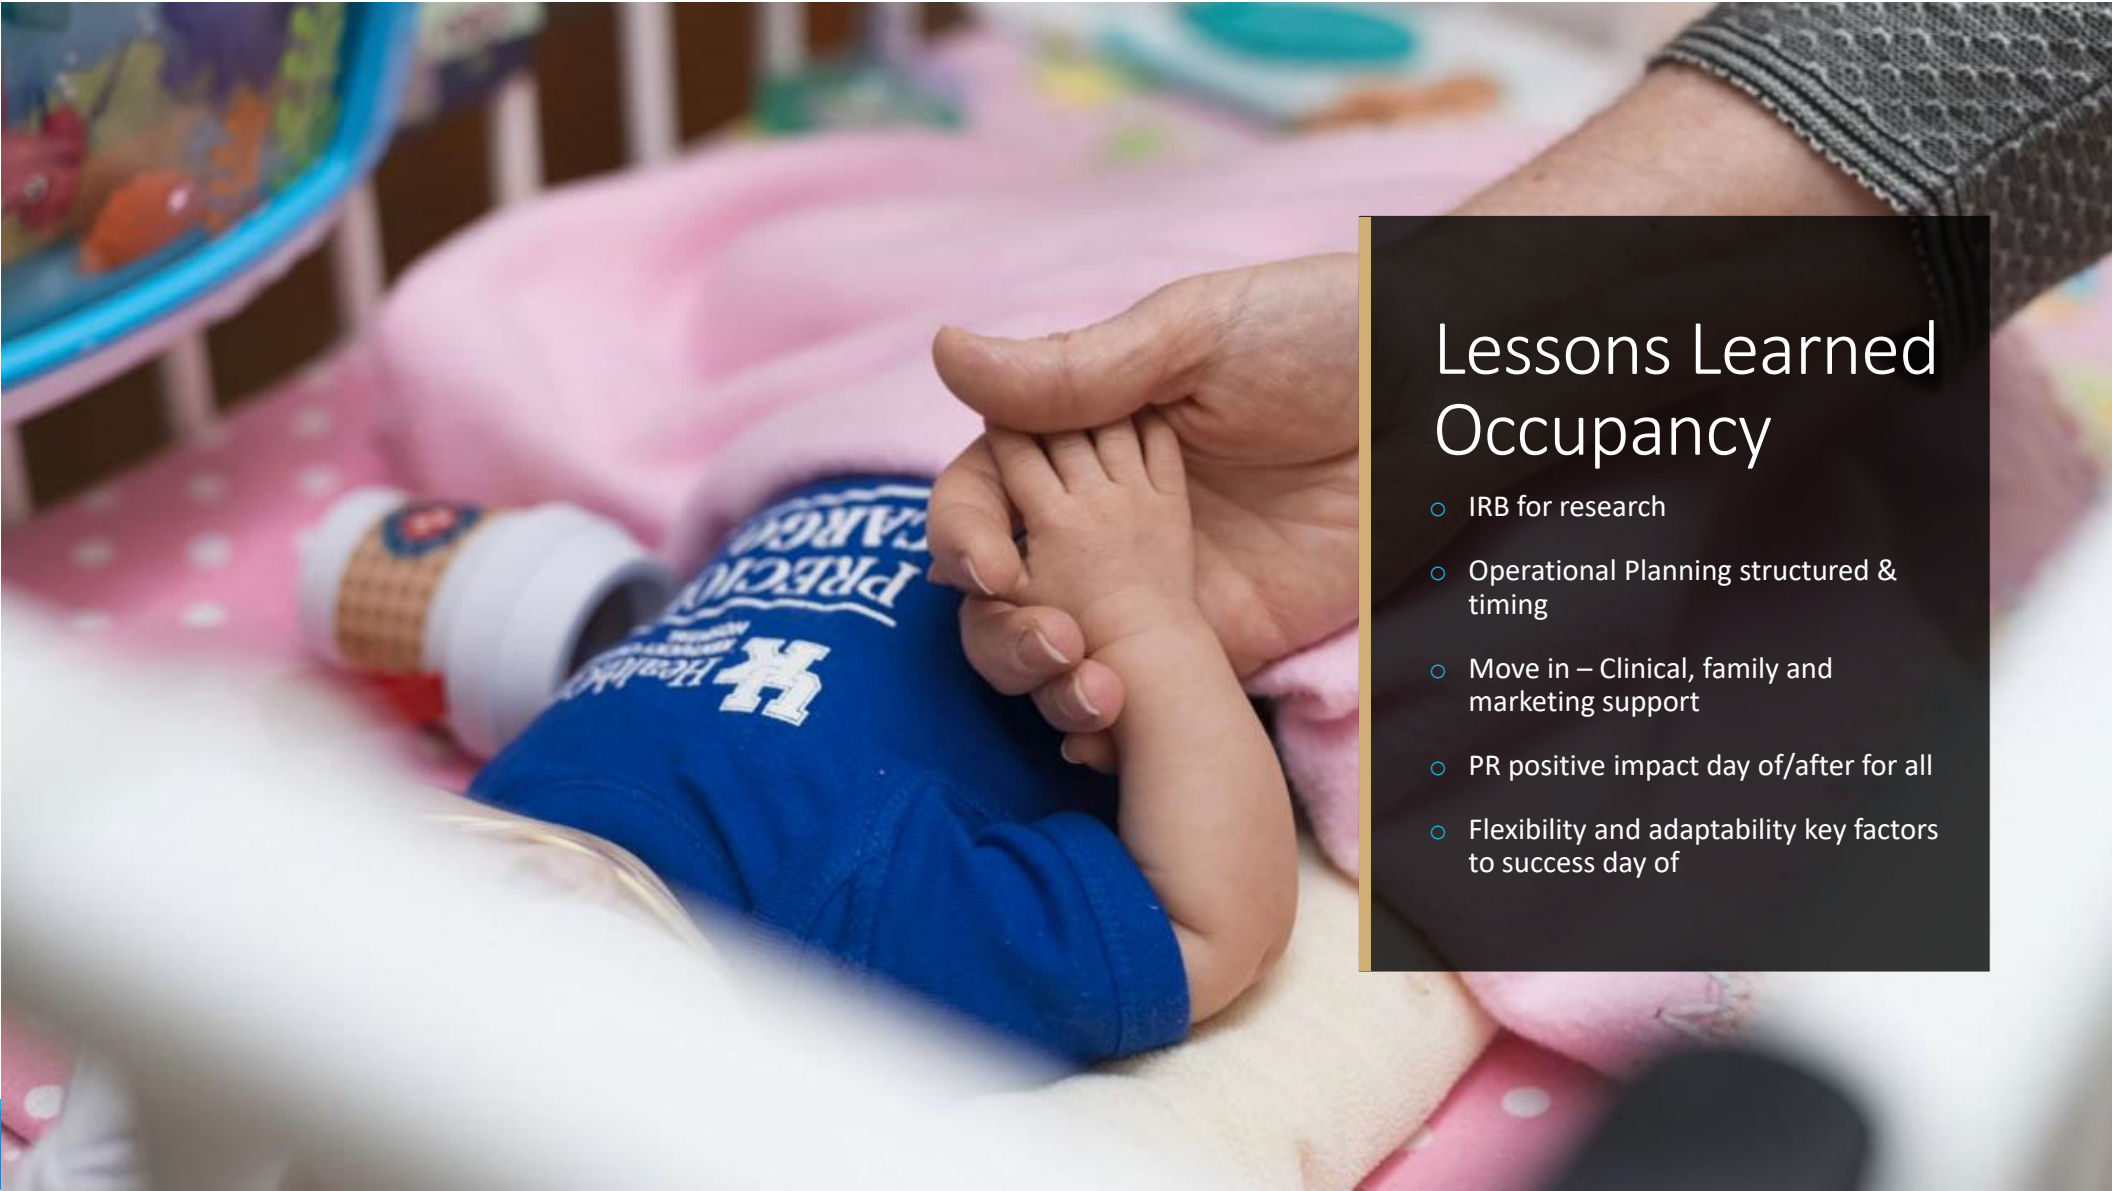 Lessons Learned
Occupancy
o IRB for research
o Operational Planning structured &
timing
o Move in – Clinical, family and
marketing support
o PR positive impact day of/after for all
o Flexibility and adaptability key factors
to success day of
CARGO
UK